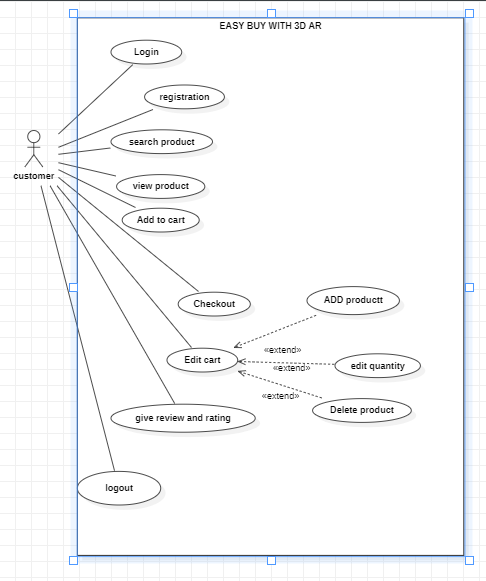 EASY BUY WITH 3D AR
Login
registration
search product
customer
view product
Add to cart
Checkout
ADD productt
«extend»
Edit cart
edit quantity
«extend»
«extend»
Delete product
give review and rating
logout